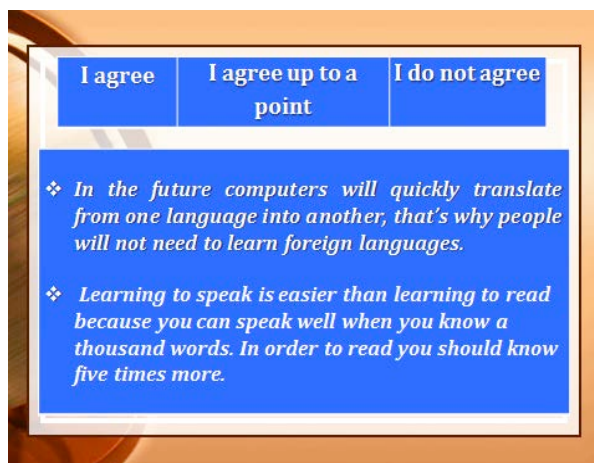 I agree
I agree up to a
point
I do not agree
❖ In the future computers will quickly translate
from one language into another, that's why people
will not need to learn foreign languages.
❖ Learning to speak is easier than learning to read
because you can speak well when you know a
thousand words. In order to read you should know
five times more.